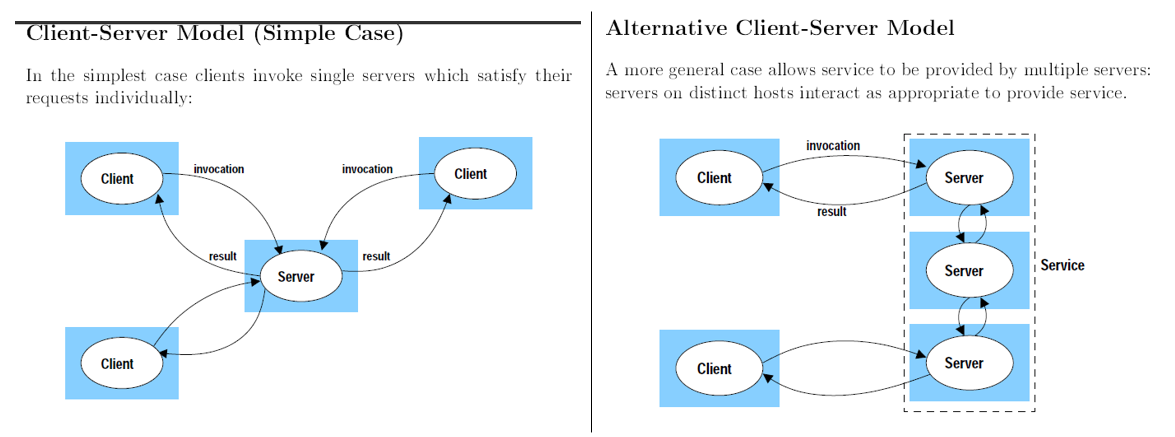 Client-Server Model (Simple Case)
In the simplest case clients invoke single servers which satisfy their
requests individually:
Client
invocation
invocation
Client
result
result
Server
Client
Alternative Client-Server Model
A more general case allows service to be provided by multiple servers:
servers on distinct hosts interact as appropriate to provide service.
invocation
Client
Server
result
Server
Service
Client
Server